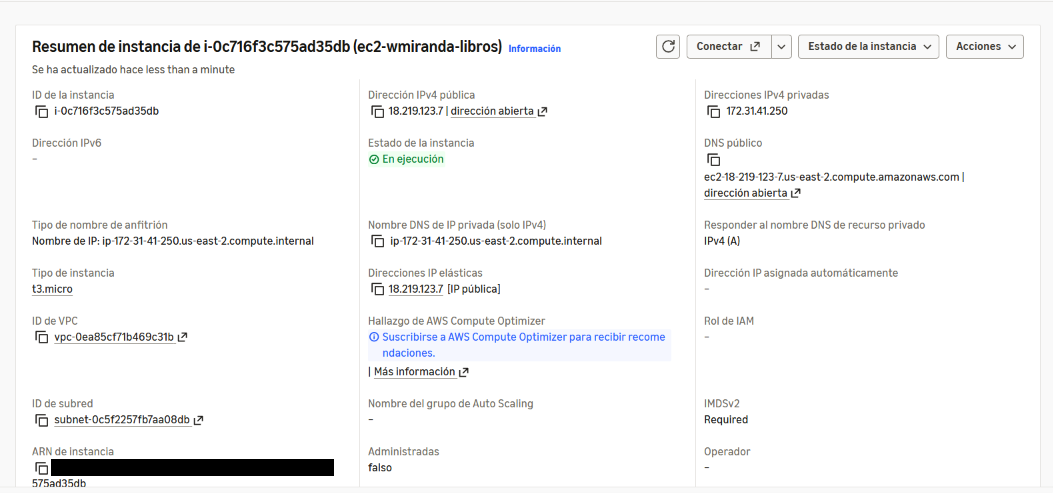 Resumen de instancia de i-0c716f3c575ad35db (ec2-wmiranda-libros) Información
Conectar
Estado de la instancia
Acciones
Se ha actualizado hace less than a minute
ID de la instancia
i-0c716f3c575ad35db
Dirección IPv4 pública
18.219.123.7 | dirección abierta
Direcciones IPv4 privadas
172.31.41.250
Dirección IPv6
–
Estado de la instancia
En ejecución
DNS público
ec2-18-219-123-7.us-east-2.compute.amazonaws.com |
dirección abierta
Tipo de nombre de anfitrión
Nombre de IP: ip-172-31-41-250.us-east-2.compute.internal
Nombre DNS de IP privada (solo IPv4)
ip-172-31-41-250.us-east-2.compute.internal
Responder al nombre DNS de recurso privado
IPv4 (A)
Tipo de instancia
t3.micro
Direcciones IP elásticas
18.219.123.7 [IP pública]
Dirección IP asignada automáticamente
–
ID de VPC
vpc-0ea85cf71b469c31b
Hallazgo de AWS Compute Optimizer
Suscribirse a AWS Compute Optimizer para recibir recome
ndaciones.
| Más información
Rol de IAM
–
ID de subred
subnet-0c5f2257fb7aa08db
Nombre del grupo de Auto Scaling
–
IMDSv2
Required
ARN de instancia
575ad35db
Administradas
falso
Operador
–